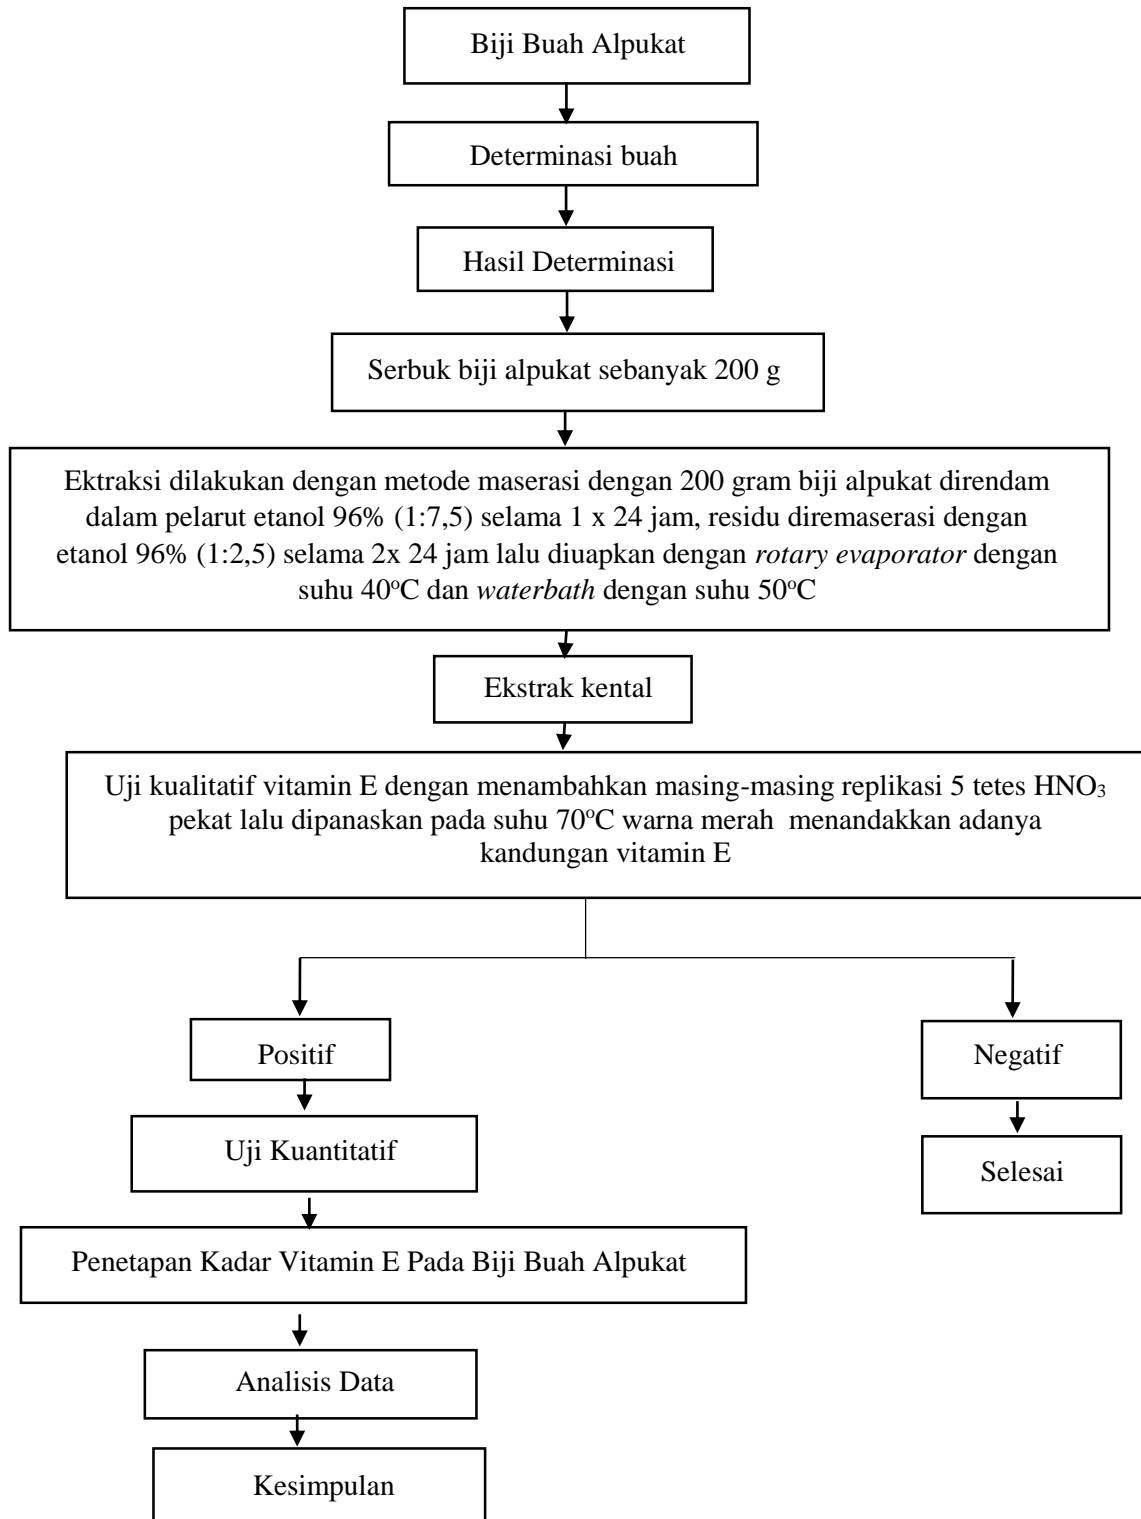 Biji Buah Alpukat
Determinasi buah
Hasil Determinasi
Serbuk biji alpukat sebanyak 200 g
Ektraksi dilakukan dengan metode maserasi dengan 200 gram biji alpukat direndam
dalam pelarut etanol 96% (1:7,5) selama 1 x 24 jam, residu diremaserasi dengan
etanol 96% (1:2,5) selama 2x 24 jam lalu diuapkan dengan rotary evaporator dengan
suhu 40°C dan waterbath dengan suhu 50°C
Ekstrak kental
Uji kualitatif vitamin E dengan menambahkan masing-masing replikasi 5 tetes HNO₃
pekat lalu dipanaskan pada suhu 70°C warna merah menandakkan adanya
kandungan vitamin E
Positif
Negatif
Uji Kuantitatif
Selesai
Penetapan Kadar Vitamin E Pada Biji Buah Alpukat
Analisis Data
Kesimpulan